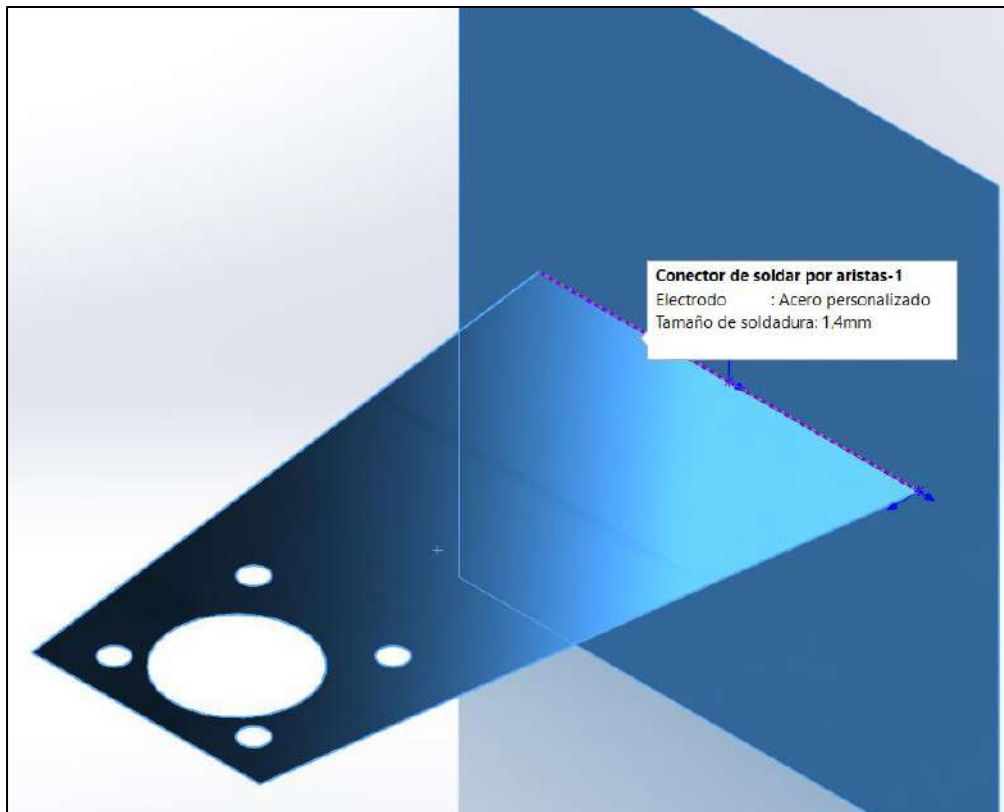 Conector de soldar por aristas-1
Electrodo : Acero personalizado
Tamaño de soldadura: 1,4mm